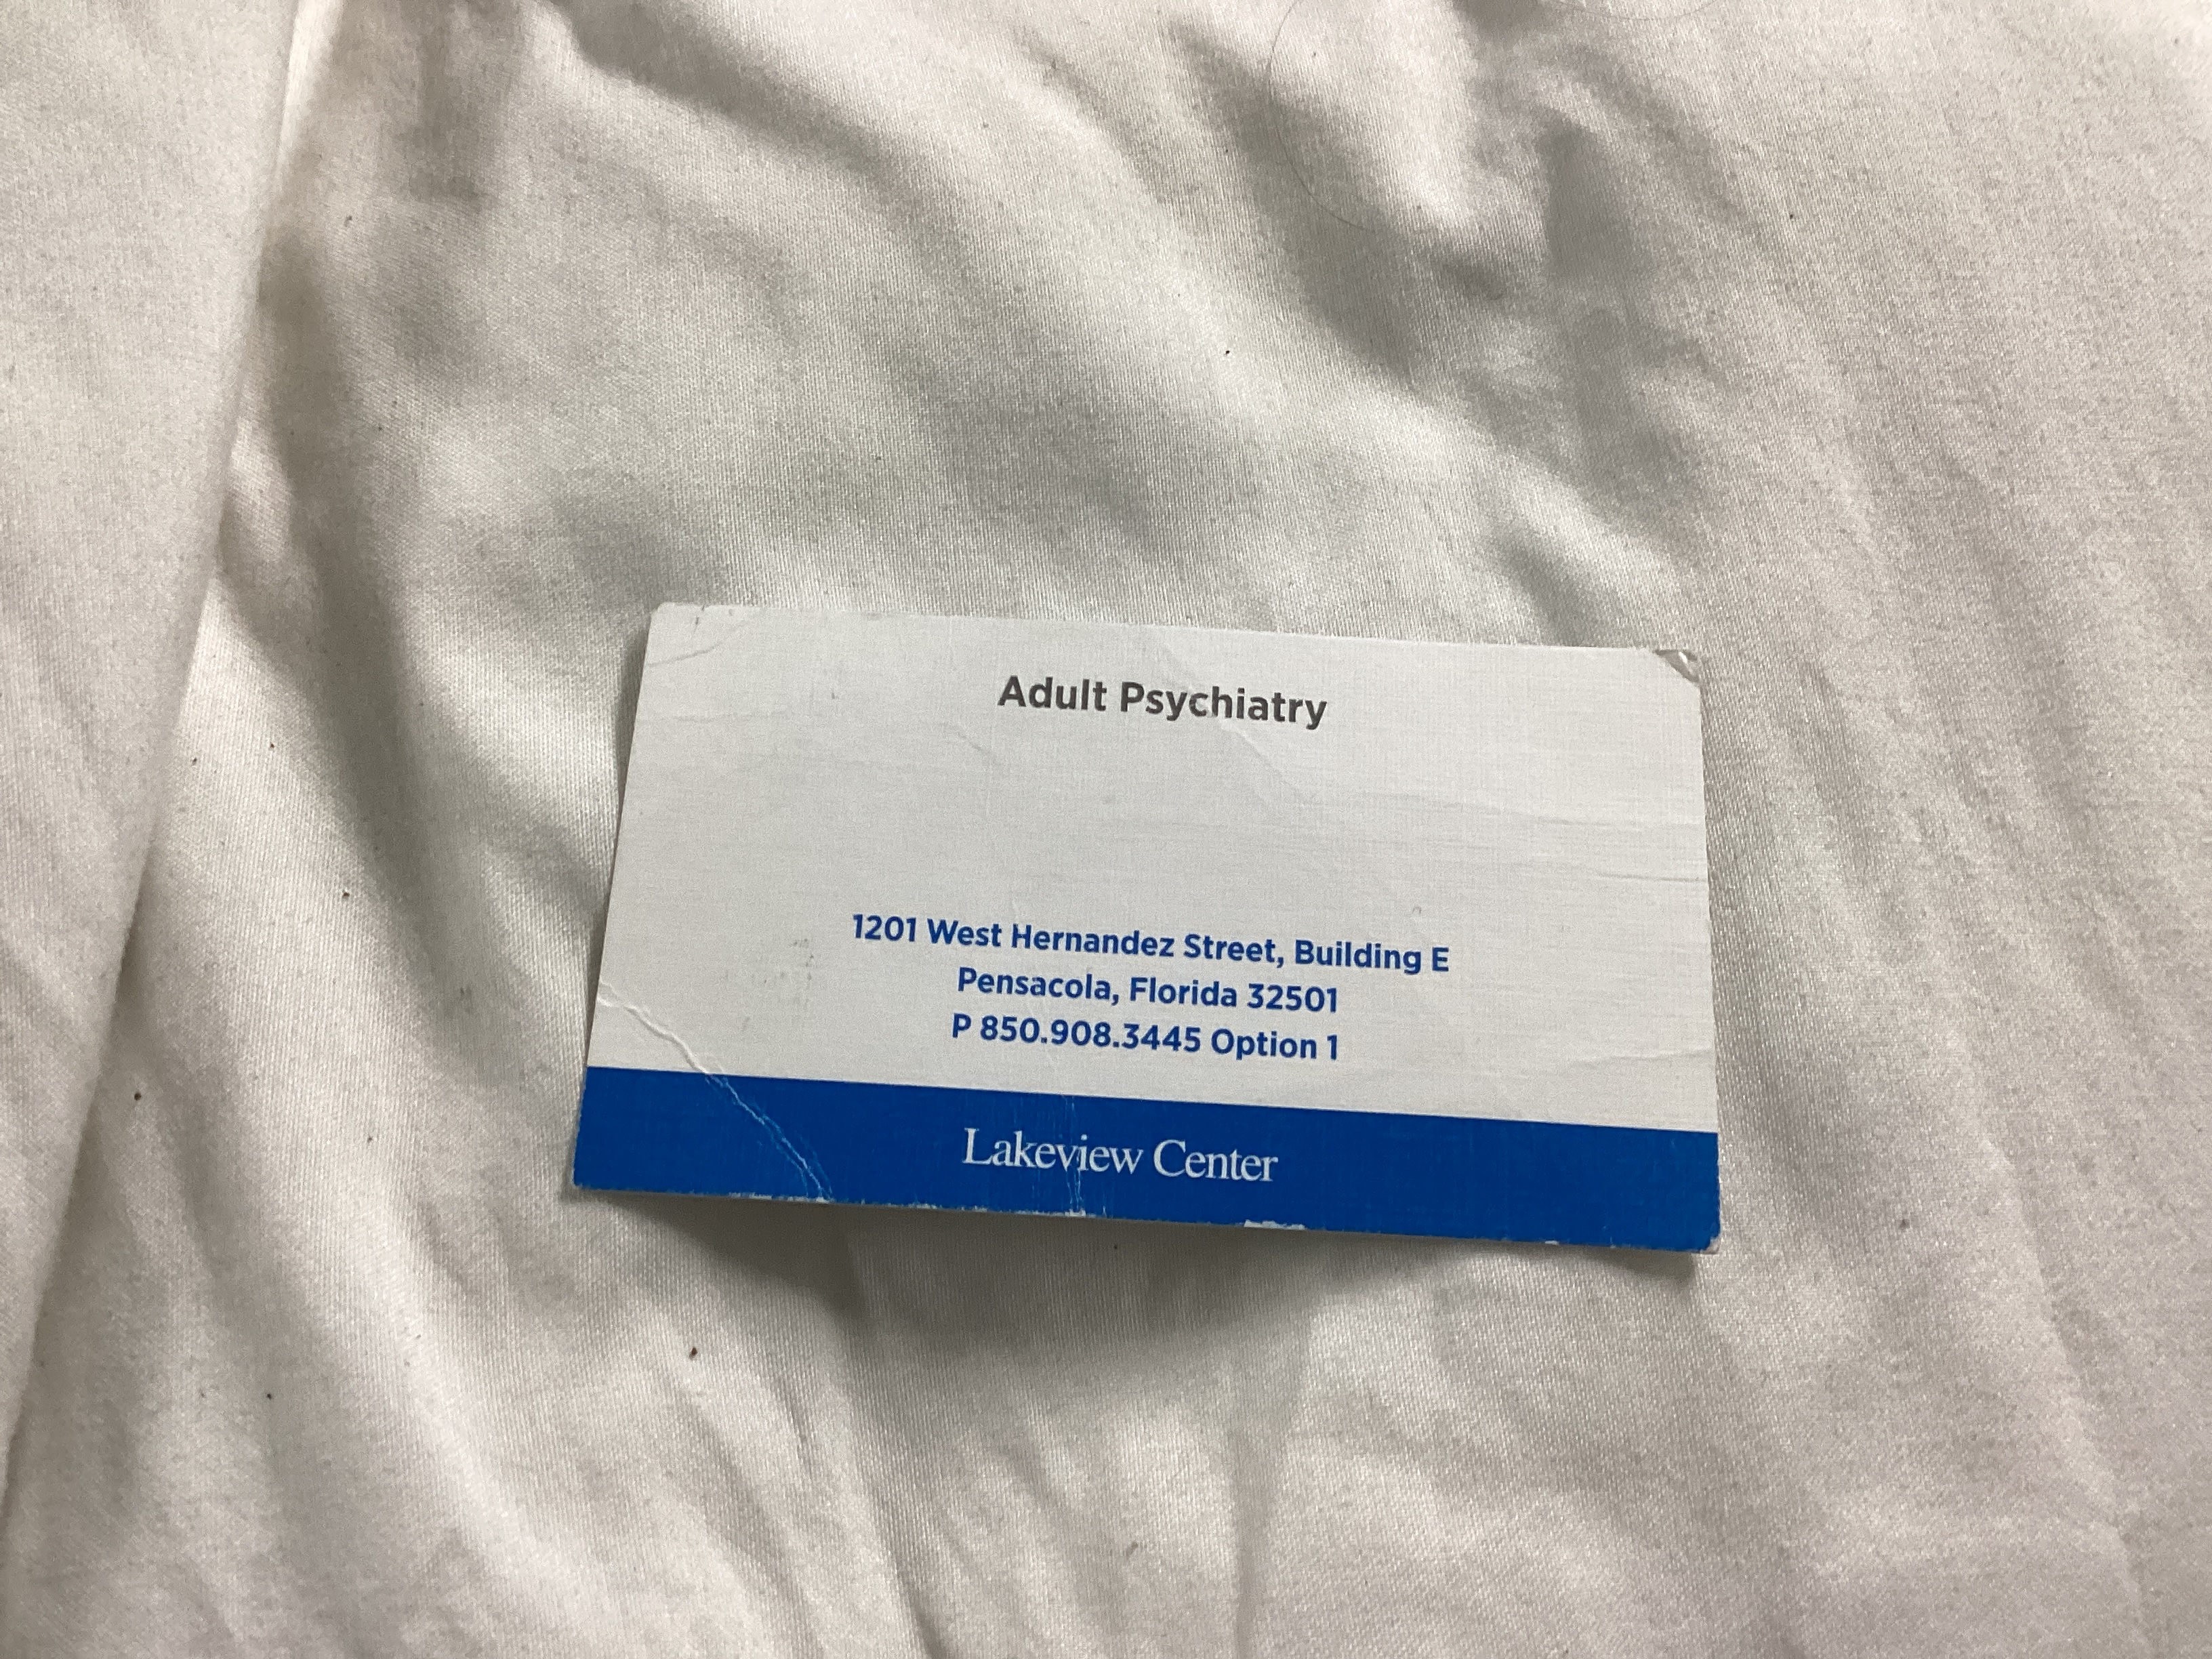 Adult Psychiatry
1201 West Hernandez Street, Building E
Pensacola, Florida 32501
P 850.908.3445 Option 1
Lakeview Center